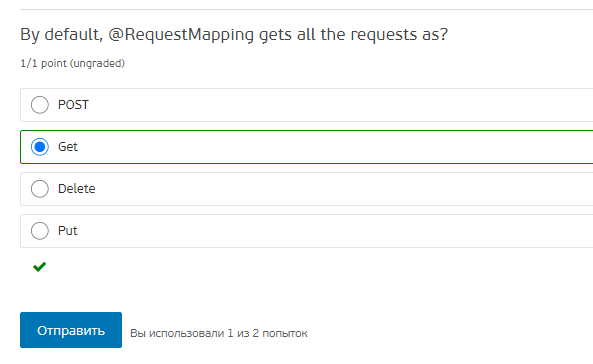 By default, @RequestMapping gets all the requests as?
1/1 point (ungraded)
POST
Get
Delete
Put
Отправить
Вы использовали 1 из 2 попыток